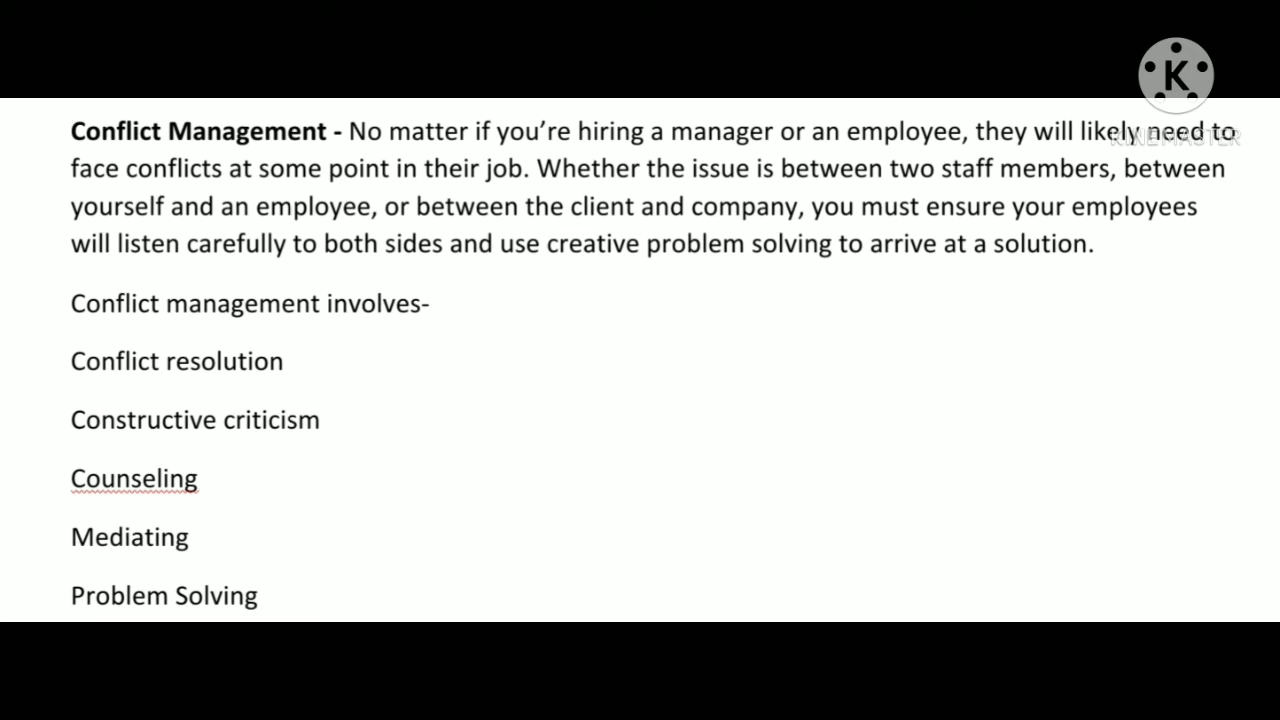 K
KINEMASTER
Conflict Management - No matter if you’re hiring a manager or an employee, they will likely need to
face conflicts at some point in their job. Whether the issue is between two staff members, between
yourself and an employee, or between the client and company, you must ensure your employees
will listen carefully to both sides and use creative problem solving to arrive at a solution.
Conflict management involves-
Conflict resolution
Constructive criticism
Counseling
Mediating
Problem Solving